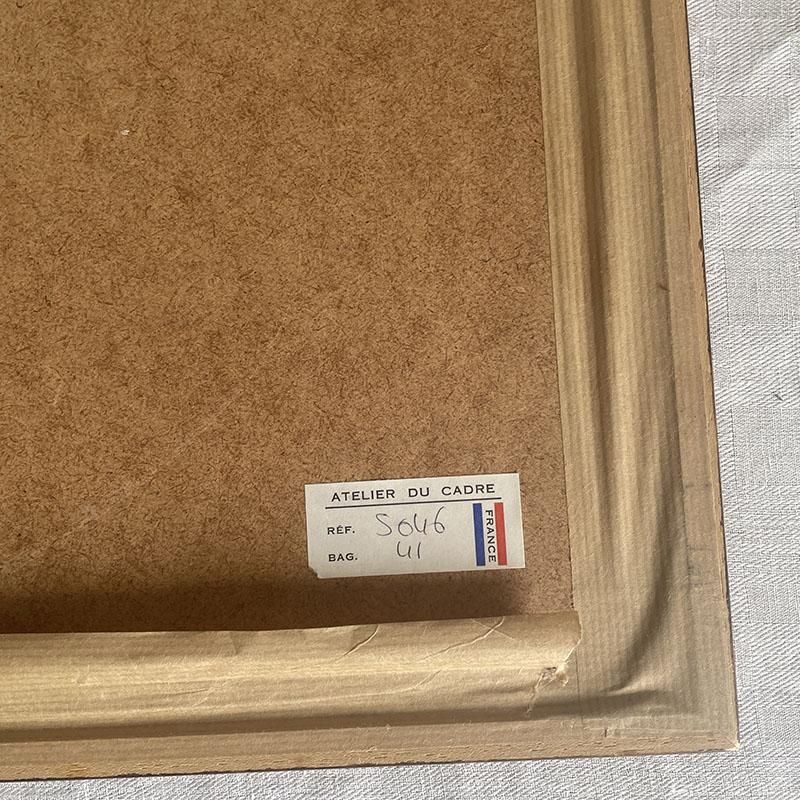 ATELIER DU CADRE
RÉF. S046
BAG. 41
FRANCE